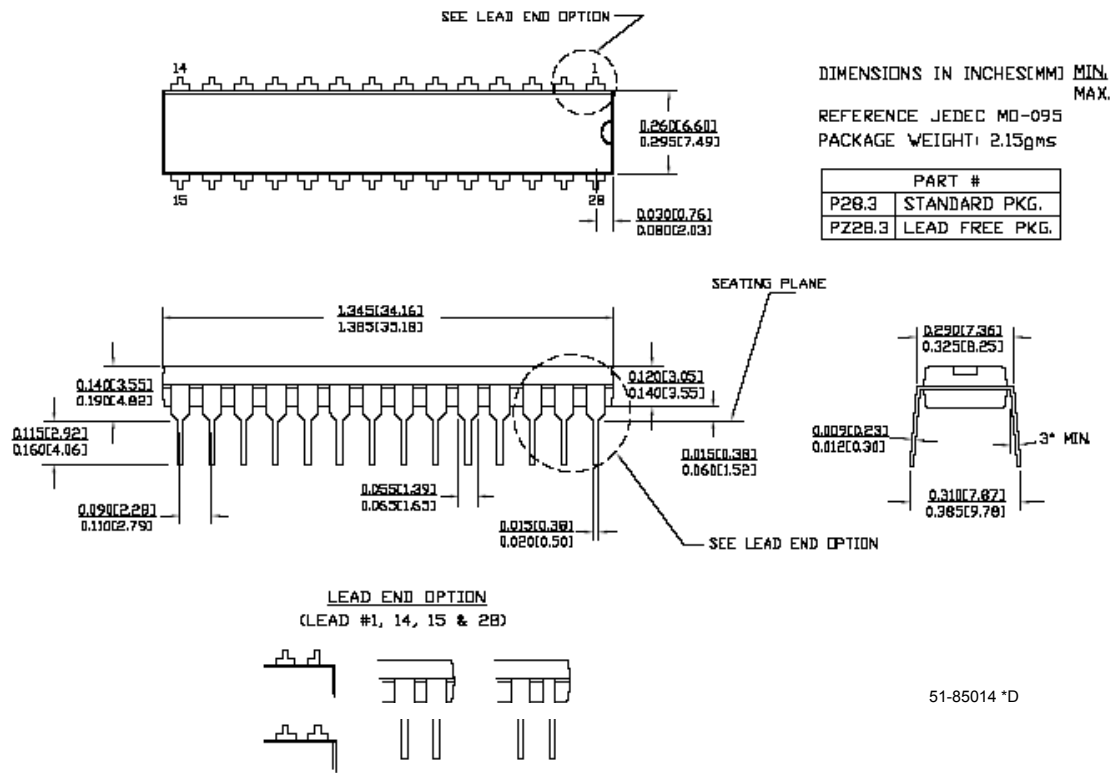 SEE LEAD END OPTION
14
1
0.260[6.60]
0.295[7.49]
15
28
0.030[0.76]
0.080[2.03]
DIMENSIONS IN INCHES[MM] MIN.
MAX.
REFERENCE JEDEC MO-095
PACKAGE WEIGHT: 2.15gms
PART #
P28.3 STANDARD PKG.
PZ28.3 LEAD FREE PKG.
SEATING PLANE
1.345[34.16]
1.385[35.18]
0.290[7.36]
0.325[8.25]
0.140[3.55]
0.190[4.82]
0.120[3.05]
0.140[3.55]
0.115[2.92]
0.160[4.06]
0.015[0.38]
0.060[1.52]
0.009[0.23]
0.012[0.30]
3° MIN.
0.055[1.39]
0.065[1.65]
0.090[2.28]
0.110[2.79]
0.015[0.38]
0.020[0.50]
0.310[7.87]
0.385[9.78]
SEE LEAD END OPTION
LEAD END OPTION
(LEAD #1, 14, 15 & 28)
51-85014 *D